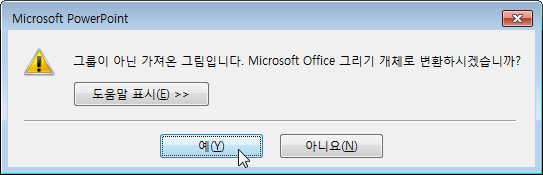 Microsoft PowerPoint
그룹이 아닌 가져온 그림입니다. Microsoft Office 그리기 개체로 변환하시겠습니까?
도움말 표시(E) >>
예(Y)
아니요(N)